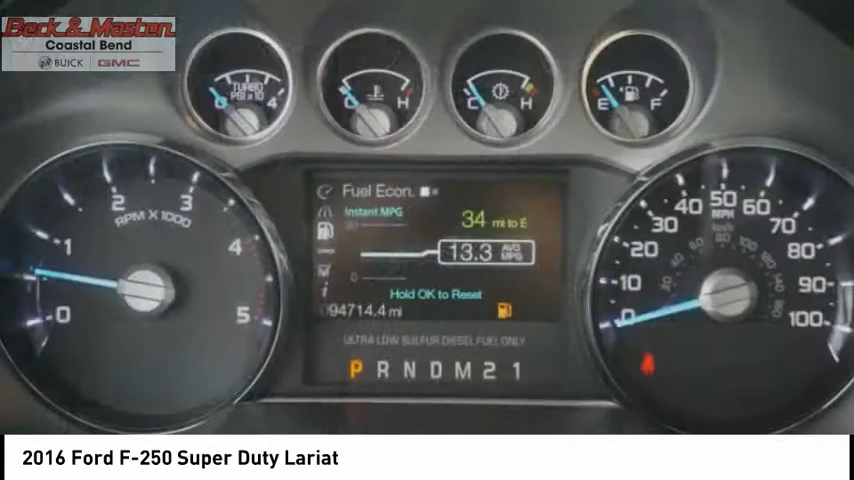 Beck & Masten
Coastal Bend
BUICK GMC
TURBO
PSI x 10
0 4
C H
C H
E F
RPM X 1000
0 1 2 3 4 5
Fuel Econ.
Instant MPG
34 mi to E
13.3 AVG MPG
0
Hold OK to Reset
094714.4 mi
ULTRA LOW SULFUR DIESEL FUEL ONLY
P R N D M 2 1
MPH
km/h
0 10 20 30 40 50 60 70 80 90 100
2016 Ford F-250 Super Duty Lariat